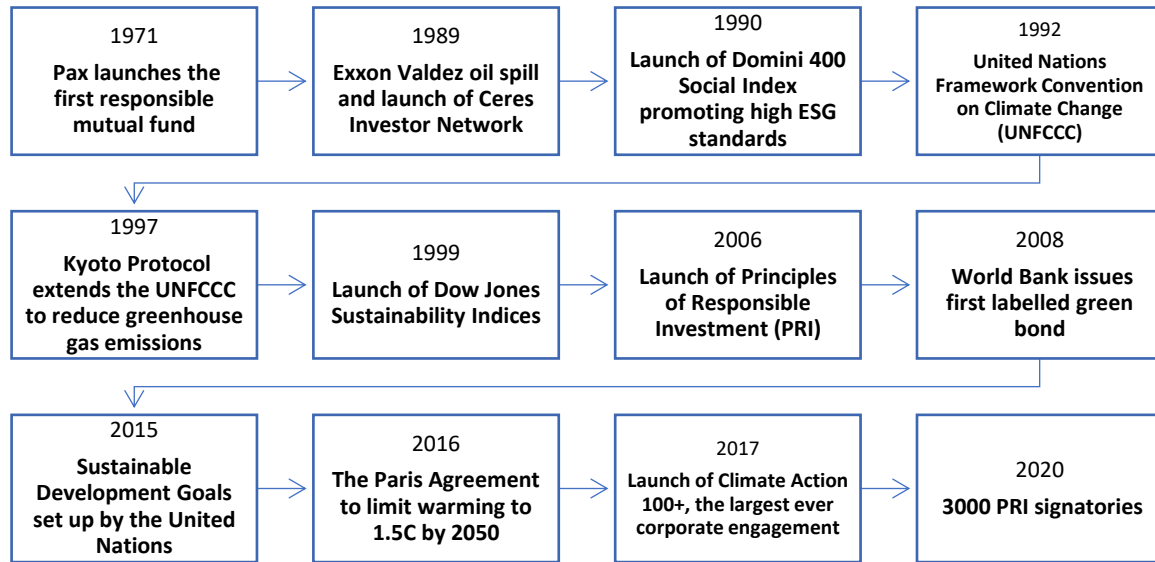 1971
Pax launches the
first responsible
mutual fund
1989
Exxon Valdez oil spill
and launch of Ceres
Investor Network
1990
Launch of Domini 400
Social Index
promoting high ESG
standards
1992
United Nations
Framework Convention
on Climate Change
(UNFCCC)
1997
Kyoto Protocol
extends the UNFCCC
to reduce greenhouse
gas emissions
1999
Launch of Dow Jones
Sustainability Indices
2006
Launch of Principles
of Responsible
Investment (PRI)
2008
World Bank issues
first labelled green
bond
2015
Sustainable
Development Goals
set up by the United
Nations
2016
The Paris Agreement
to limit warming to
1.5C by 2050
2017
Launch of Climate Action
100+, the largest ever
corporate engagement
2020
3000 PRI signatories